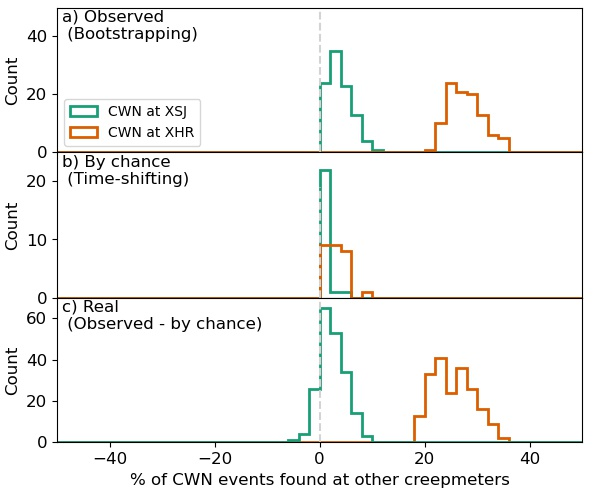 a) Observed
(Bootstrapping)
40
20
0
Count
CWN at XSJ
CWN at XHR
b) By chance
(Time-shifting)
20
10
0
Count
c) Real
(Observed - by chance)
60
40
20
0
Count
−40 −20 0 20 40
% of CWN events found at other creepmeters